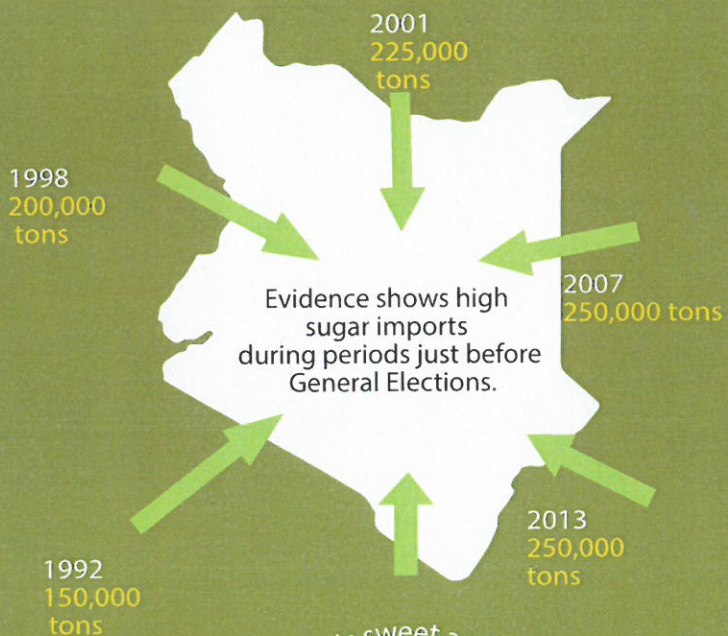 2001
225,000
tons
1998
200,000
tons
2007
250,000 tons
Evidence shows high
sugar imports
during periods just before
General Elections.
2013
250,000
tons
1992
150,000
tons
sweet